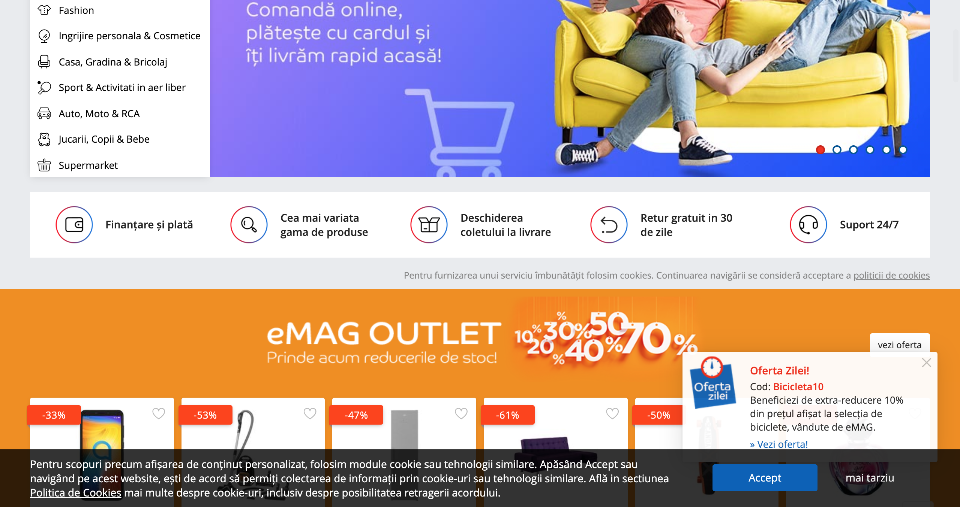 Fashion
Ingrijire personala & Cosmetice
Casa, Gradina & Bricolaj
Sport & Activitati in aer liber
Auto, Moto & RCA
Jucarii, Copii & Bebe
Supermarket
Comandă online,
plătește cu cardul și
îți livrăm rapid acasă!
Finanțare și plată
Cea mai variata
gama de produse
Deschiderea
coletului la livrare
Retur gratuit in 30
de zile
Suport 24/7
Pentru furnizarea unui serviciu îmbunătățit folosim cookies. Continuarea navigării se consideră acceptare a politicii de cookies
eMAG OUTLET
Prinde acum reducerile de stoc!
10% 20% 30% 40% 50% 70%
vezi oferta
Oferta
zilei
Oferta Zilei!
Cod: Bicicleta10
Beneficiezi de extra-reducere 10%
din prețul afișat la selecția de
biciclete, vândute de eMAG.
» Vezi oferta!
-33%
-53%
-47%
-61%
-50%
Pentru scopuri precum afișarea de conținut personalizat, folosim module cookie sau tehnologii similare. Apăsând Accept sau
navigând pe acest website, ești de acord să permiți colectarea de informații prin cookie-uri sau tehnologii similare. Află in sectiunea
Politica de Cookies mai multe despre cookie-uri, inclusiv despre posibilitatea retragerii acordului.
Accept
mai tarziu